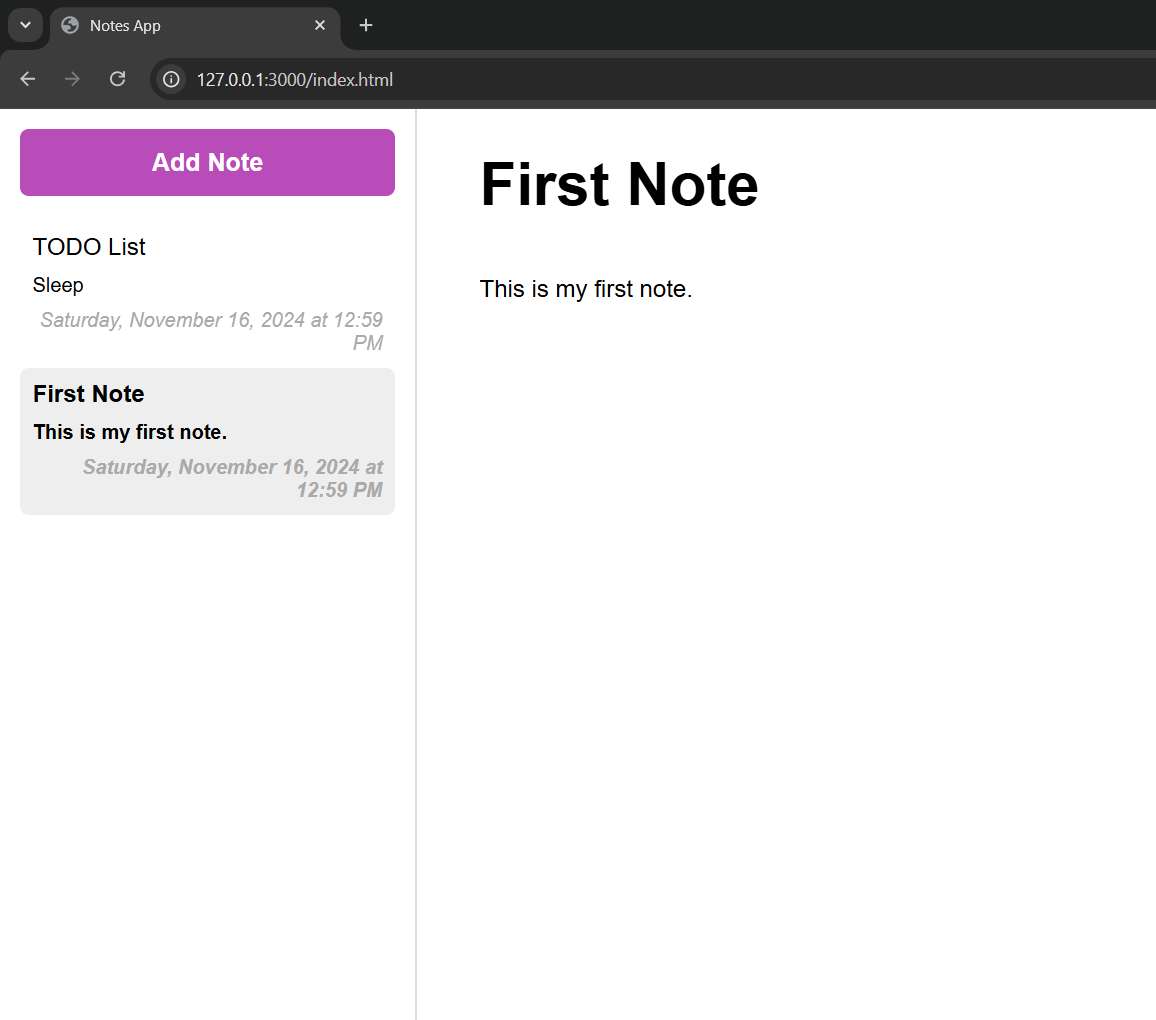 Notes App
127.0.0.1:3000/index.html
Add Note
TODO List
Sleep
Saturday, November 16, 2024 at 12:59
PM
First Note
This is my first note.
Saturday, November 16, 2024 at
12:59 PM
First Note
This is my first note.